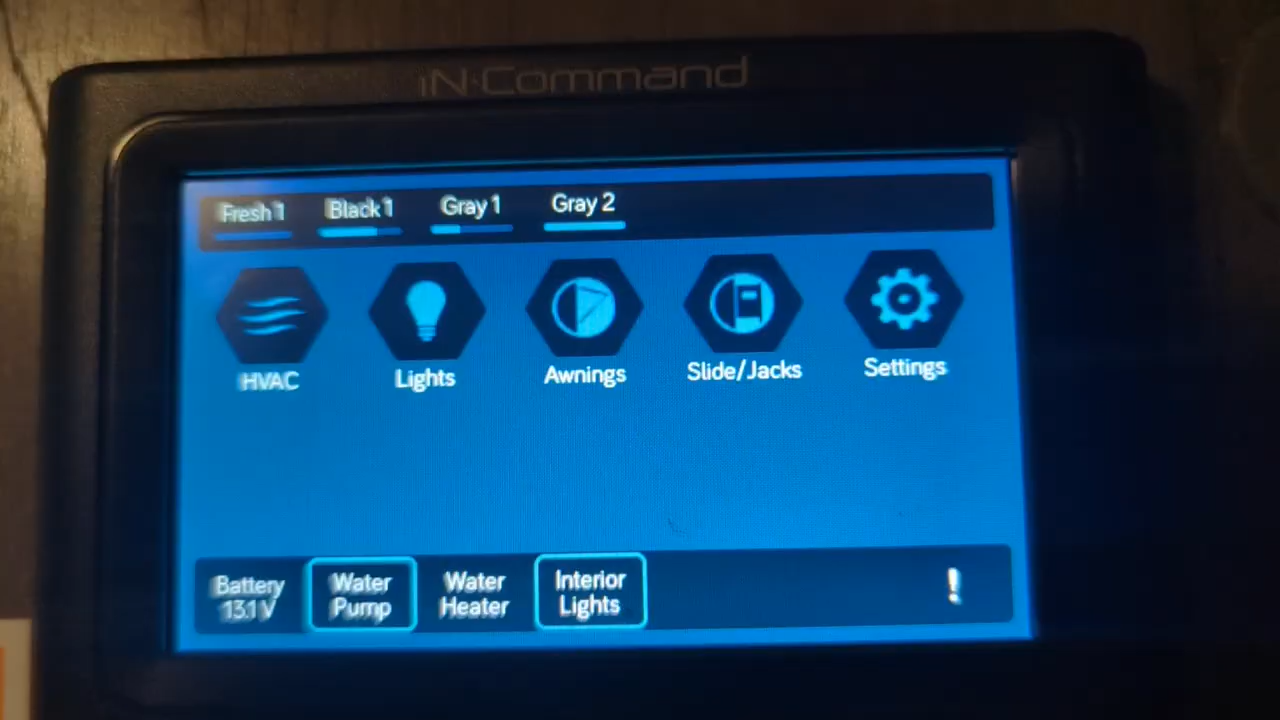 iN·Command
Fresh 1 Black 1 Gray 1 Gray 2
HVAC Lights Awnings Slide/Jacks Settings
Battery Water Water Interior
13.1 V Pump Heater Lights !